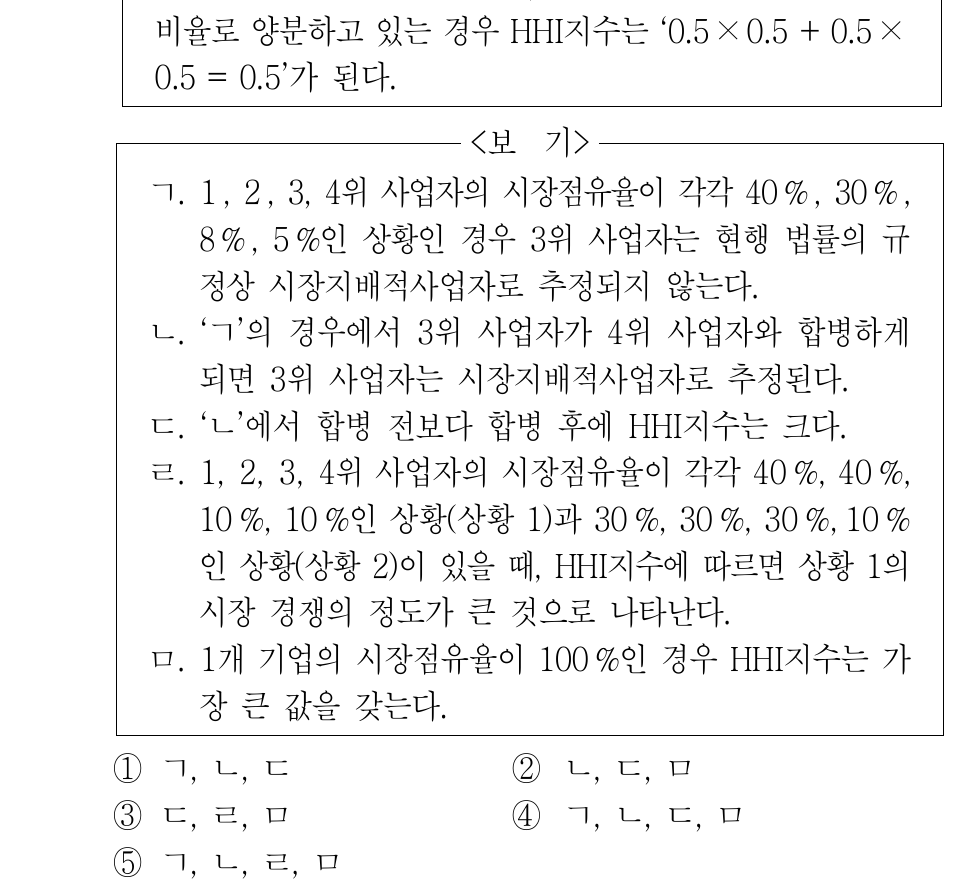 비율로 양분하고 있는 경우 HHI지수는 ‘0.5×0.5 + 0.5×
0.5 = 0.5’가 된다.
<보 기>
ㄱ. 1, 2, 3, 4위 사업자의 시장점유율이 각각 40%, 30%,
8%, 5%인 상황인 경우 3위 사업자는 현행 법률의 규
정상 시장지배적사업자로 추정되지 않는다.
ㄴ. ‘ㄱ’의 경우에서 3위 사업자가 4위 사업자와 합병하게
되면 3위 사업자는 시장지배적사업자로 추정된다.
ㄷ. ‘ㄴ’에서 합병 전보다 합병 후에 HHI지수는 크다.
ㄹ. 1, 2, 3, 4위 사업자의 시장점유율이 각각 40%, 40%,
10%, 10%인 상황(상황 1)과 30%, 30%, 30%, 10%
인 상황(상황 2)이 있을 때, HHI지수에 따르면 상황 1의
시장 경쟁의 정도가 큰 것으로 나타난다.
ㅁ. 1개 기업의 시장점유율이 100%인 경우 HHI지수는 가
장 큰 값을 갖는다.
① ㄱ, ㄴ, ㄷ ② ㄴ, ㄷ, ㅁ
③ ㄷ, ㄹ, ㅁ ④ ㄱ, ㄴ, ㄷ, ㅁ
⑤ ㄱ, ㄴ, ㄹ, ㅁ